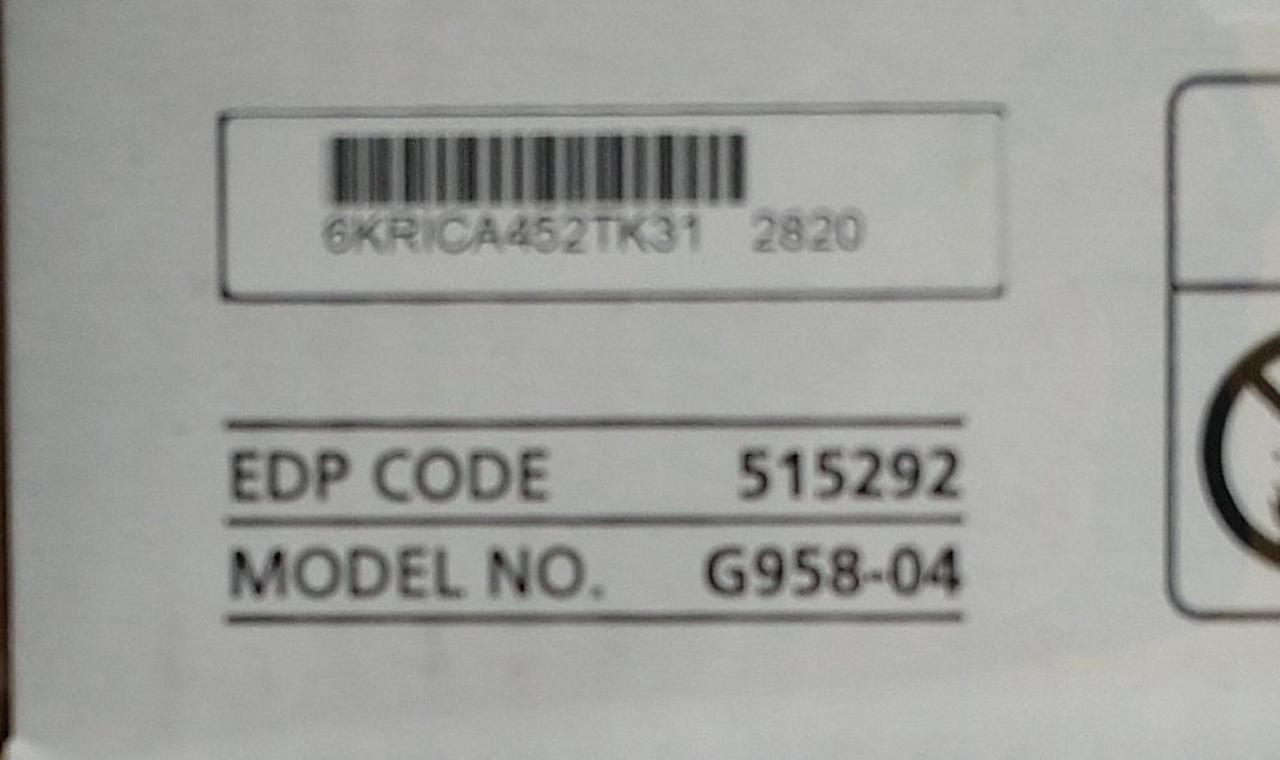 6KRICA452TK31 2820
EDP CODE 515292
MODEL NO. G958-04